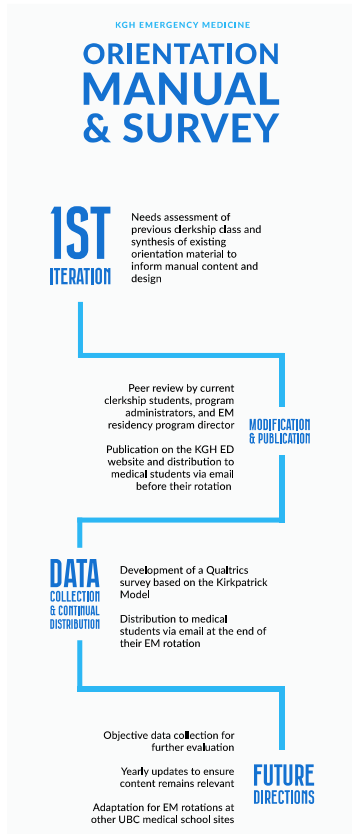 KGH EMERGENCY MEDICINE
ORIENTATION
MANUAL
& SURVEY
1ST
ITERATION
Needs assessment of
previous clerkship class and
synthesis of existing
orientation material to
inform manual content and
design
Peer review by current
clerkship students, program
administrators, and EM
residency program director
Publication on the KGH ED
website and distribution to
medical students via email
before their rotation
MODIFICATION
& PUBLICATION
DATA
COLLECTION
& CONTINUAL
DISTRIBUTION
Development of a Qualtrics
survey based on the Kirkpatrick
Model
Distribution to medical
students via email at the end of
their EM rotation
Objective data collection for
further evaluation
Yearly updates to ensure
content remains relevant
Adaptation for EM rotations at
other UBC medical school sites
FUTURE
DIRECTIONS